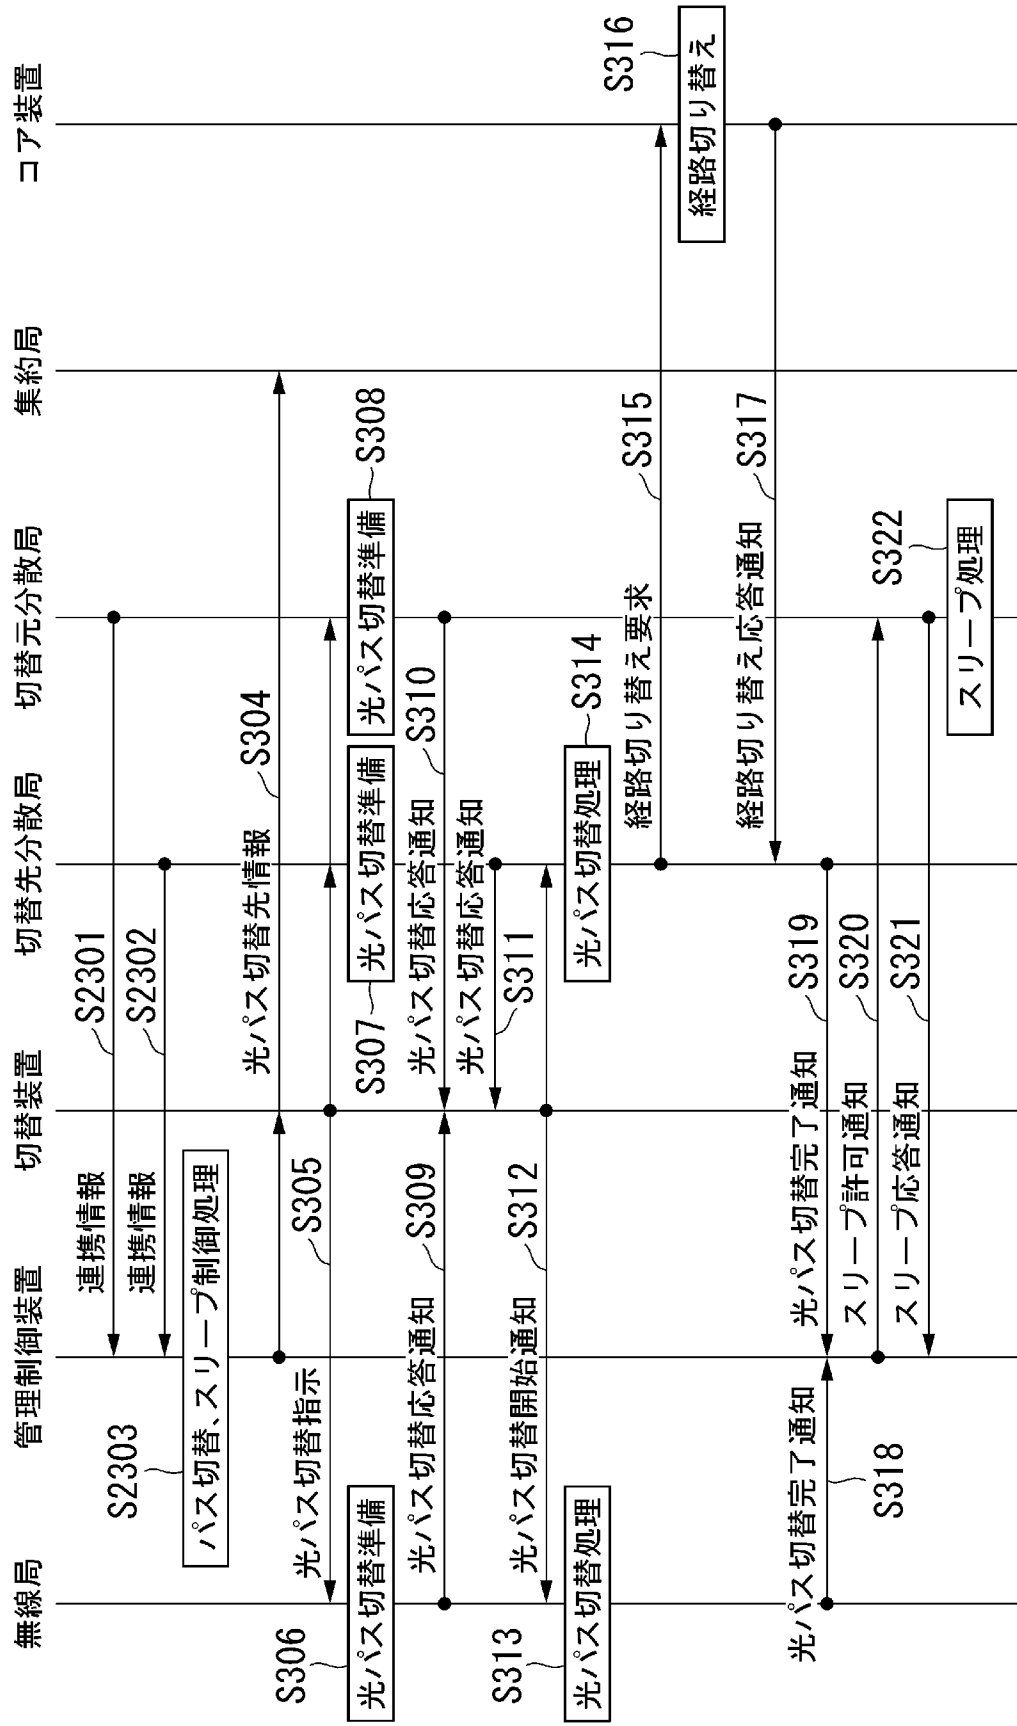 無線局
管理制御装置
切替装置
切替先分散局
切替元分散局
集約局
コア装置
連携情報
S2301
連携情報
S2302
S2303
パス切替、スリープ制御処理
光パス切替先情報
S304
光パス切替指示
S305
S306
光パス切替準備
S307
光パス切替準備
光パス切替準備
S308
光パス切替応答通知
S309
光パス切替応答通知
S310
光パス切替応答通知
S311
光パス切替開始通知
S312
S313
光パス切替処理
光パス切替処理
S314
経路切り替え要求
S315
S316
経路切り替え
経路切り替え応答通知
S317
光パス切替完了通知
S318
光パス切替完了通知
S319
スリープ許可通知
S320
スリープ応答通知
S321
S322
スリープ処理